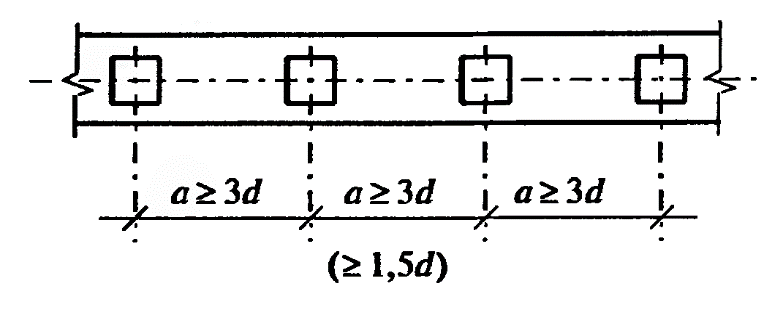 a ≥ 3d a ≥ 3d a ≥ 3d
(≥ 1,5d)